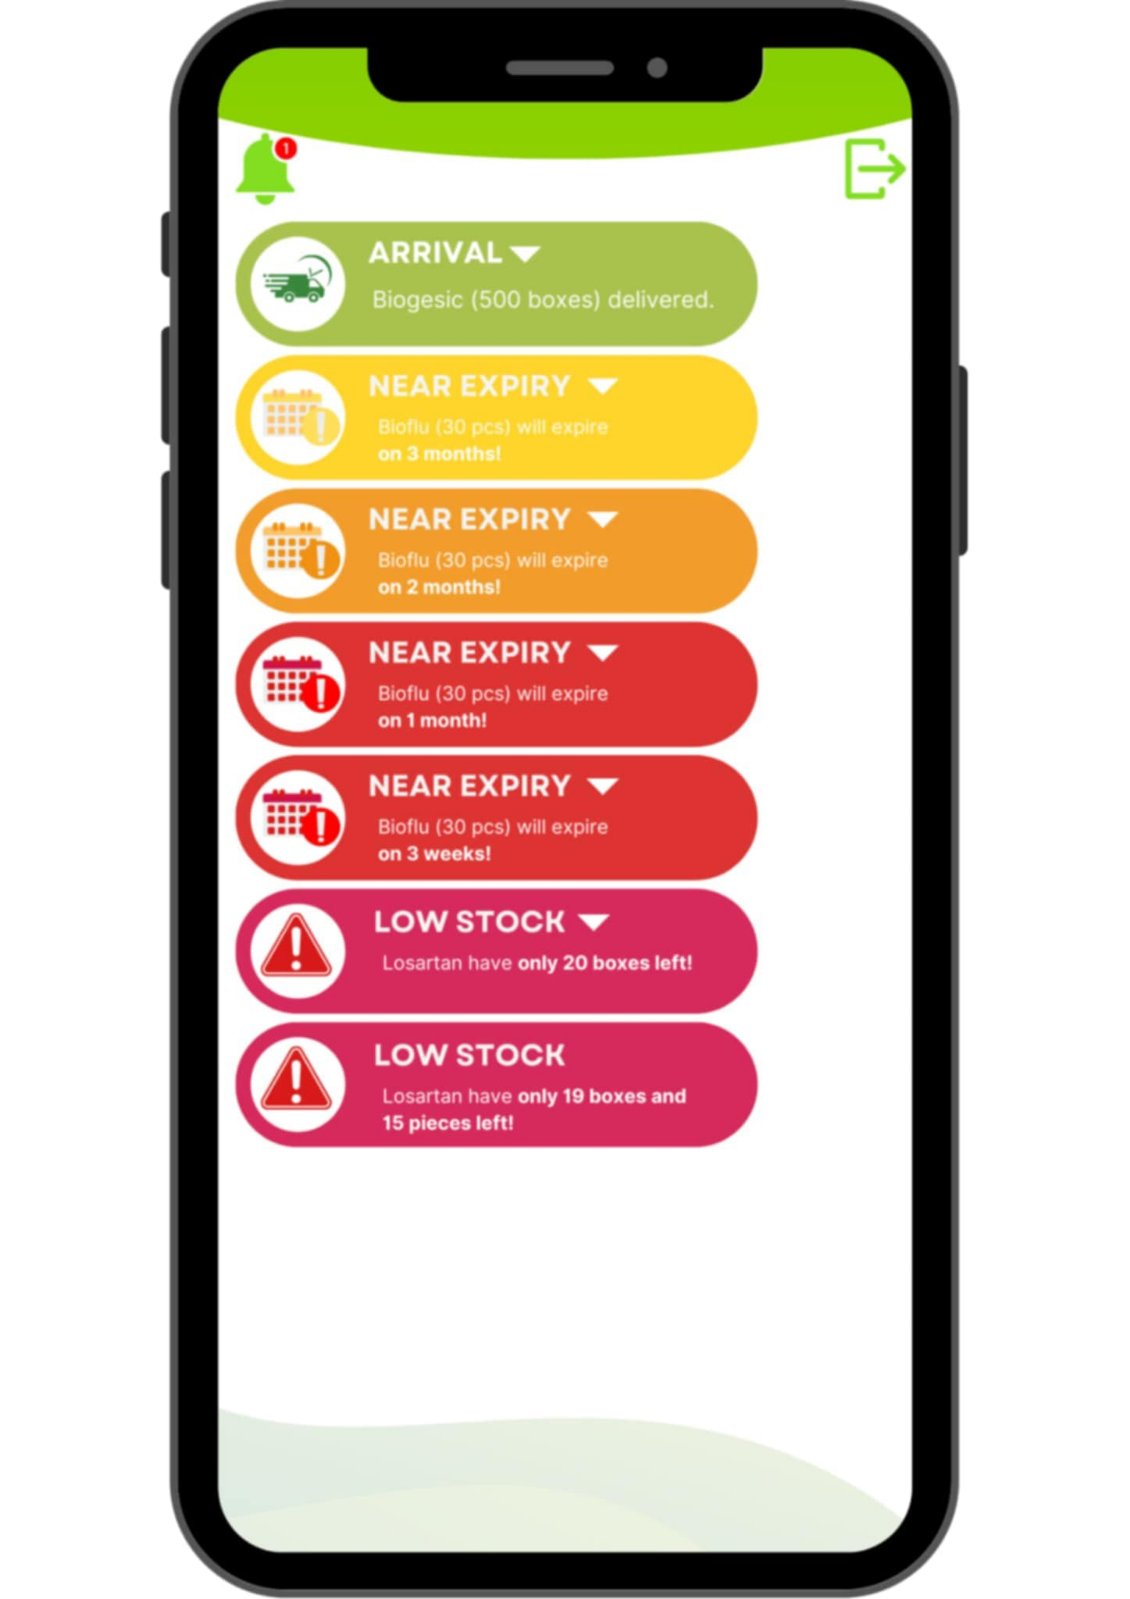 1
ARRIVAL
Biogesic (500 boxes) delivered.
NEAR EXPIRY
Bioflu (30 pcs) will expire
on 3 months!
NEAR EXPIRY
Bioflu (30 pcs) will expire
on 2 months!
NEAR EXPIRY
Bioflu (30 pcs) will expire
on 1 month!
NEAR EXPIRY
Bioflu (30 pcs) will expire
on 3 weeks!
LOW STOCK
Losartan have only 20 boxes left!
LOW STOCK
Losartan have only 19 boxes and
15 pieces left!